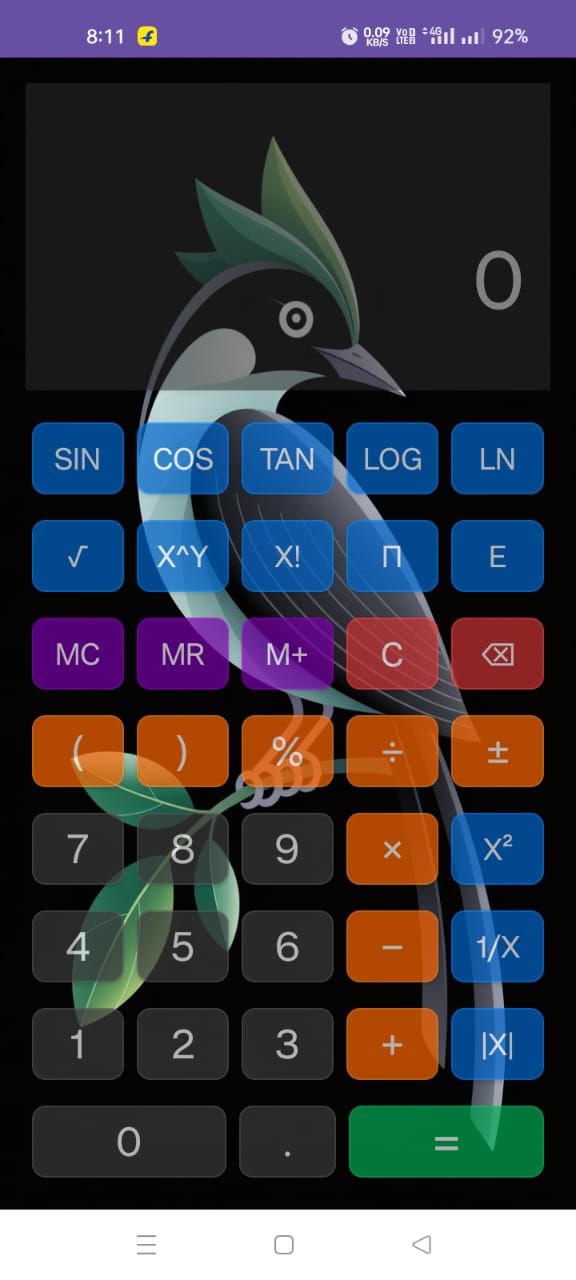 8:11 0.09 KB/S VoD LTE 4G 92%
0
SIN COS TAN LOG LN
√ X^Y X! Π E
MC MR M+ C
( ) % ÷ ±
7 8 9 × X²
4 5 6 − 1/X
1 2 3 + |X|
0 . =